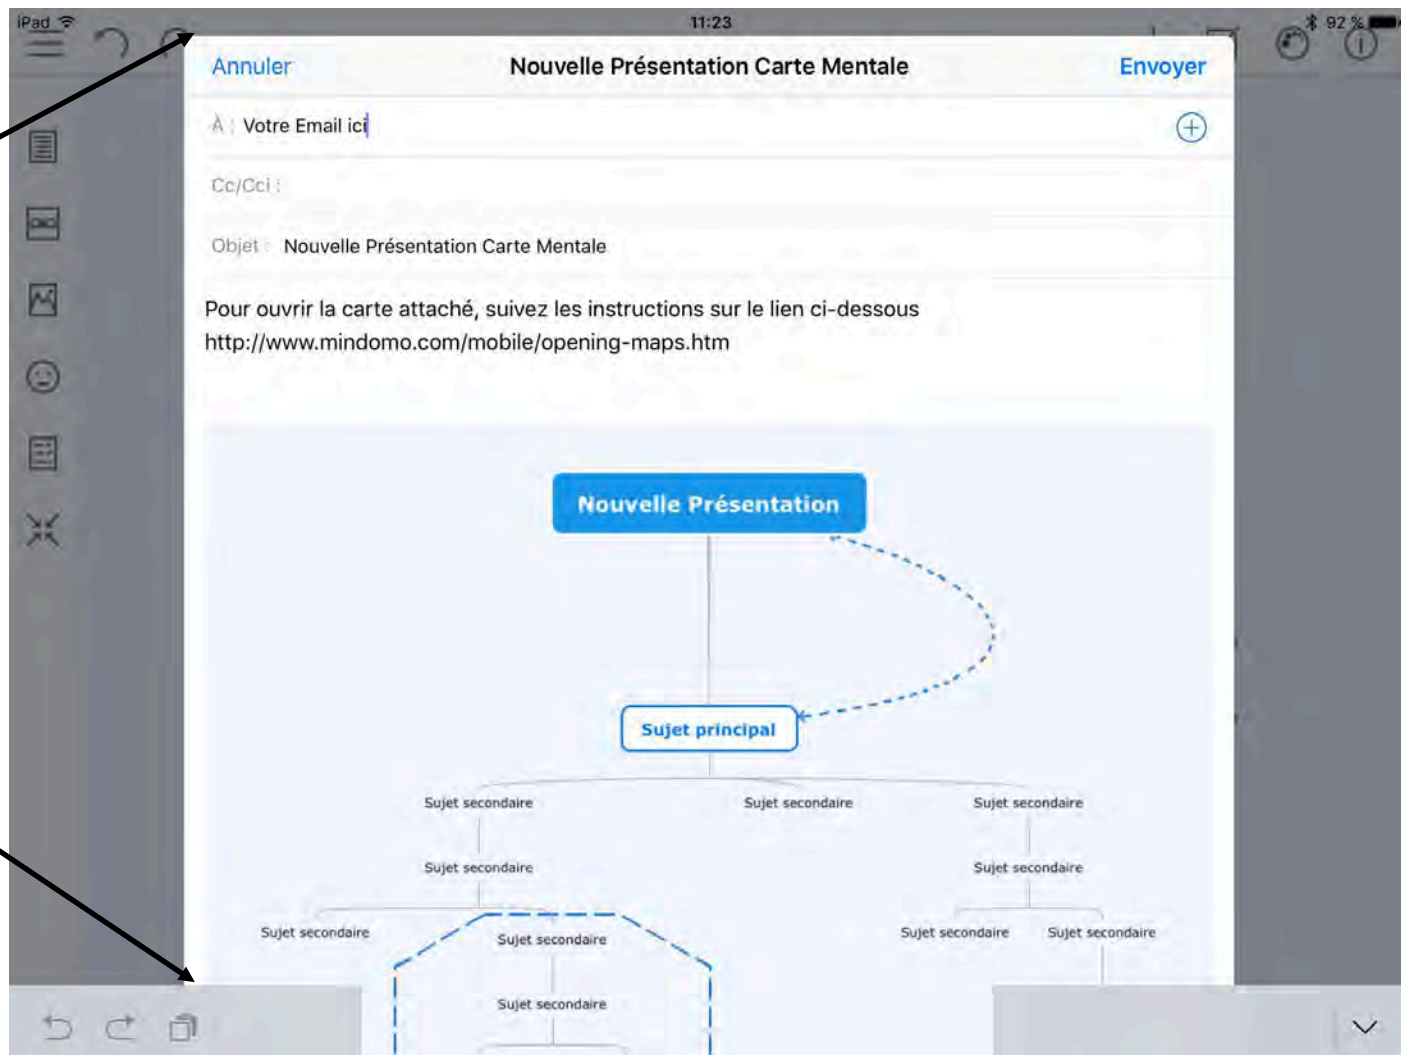 iPad 11:23 92 %
Annuler Nouvelle Présentation Carte Mentale Envoyer
À : Votre Email ici
Cc/Cci :
Objet : Nouvelle Présentation Carte Mentale
Pour ouvrir la carte attaché, suivez les instructions sur le lien ci-dessous
http://www.mindomo.com/mobile/opening-maps.htm
Nouvelle Présentation
Sujet principal
Sujet secondaire Sujet secondaire Sujet secondaire
Sujet secondaire Sujet secondaire
Sujet secondaire Sujet secondaire Sujet secondaire Sujet secondaire
Sujet secondaire